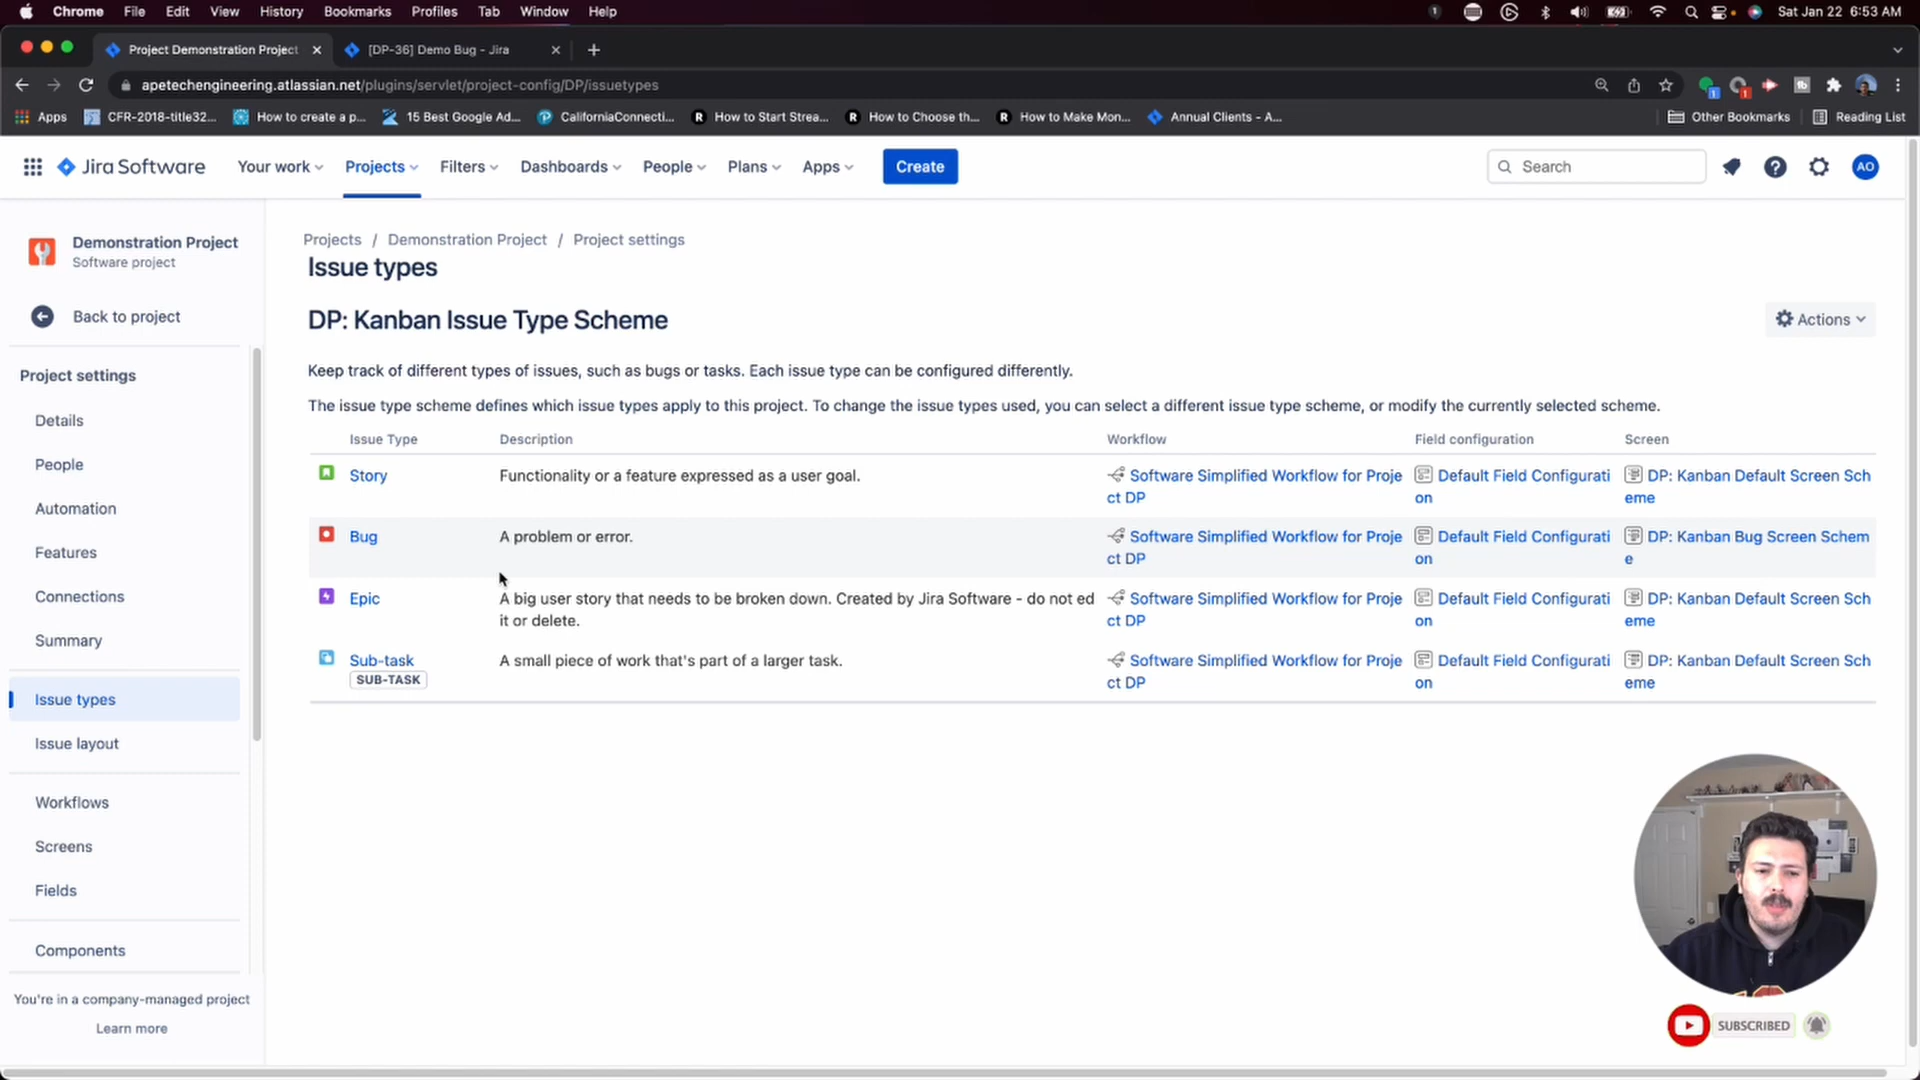 Chrome File Edit View History Bookmarks Profiles Tab Window Help
Sat Jan 22 6:53 AM
Project Demonstration Project
[DP-36] Demo Bug - Jira
apetechengineering.atlassian.net/plugins/servlet/project-config/DP/issuetypes
Apps CFR-2018-title32... How to create a p... 15 Best Google Ad... CaliforniaConnecti... How to Start Strea... How to Choose th... How to Make Mon... Annual Clients - A... Other Bookmarks Reading List
Jira Software Your work Projects Filters Dashboards People Plans Apps Create Search AO
Demonstration Project
Software project
Back to project
Project settings
Details
People
Automation
Features
Connections
Summary
Issue types
Issue layout
Workflows
Screens
Fields
Components
You're in a company-managed project
Learn more
Projects / Demonstration Project / Project settings
Issue types
DP: Kanban Issue Type Scheme
Actions
Keep track of different types of issues, such as bugs or tasks. Each issue type can be configured differently.
The issue type scheme defines which issue types apply to this project. To change the issue types used, you can select a different issue type scheme, or modify the currently selected scheme.
Issue Type Description Workflow Field configuration Screen
Story Functionality or a feature expressed as a user goal. Software Simplified Workflow for Proje Default Field Configurati DP: Kanban Default Screen Sch
ct DP on eme
Bug A problem or error. Software Simplified Workflow for Proje Default Field Configurati DP: Kanban Bug Screen Schem
ct DP on e
Epic A big user story that needs to be broken down. Created by Jira Software - do not ed Software Simplified Workflow for Proje Default Field Configurati DP: Kanban Default Screen Sch
it or delete. ct DP on eme
Sub-task A small piece of work that's part of a larger task. Software Simplified Workflow for Proje Default Field Configurati DP: Kanban Default Screen Sch
SUB-TASK ct DP on eme
SUBSCRIBED